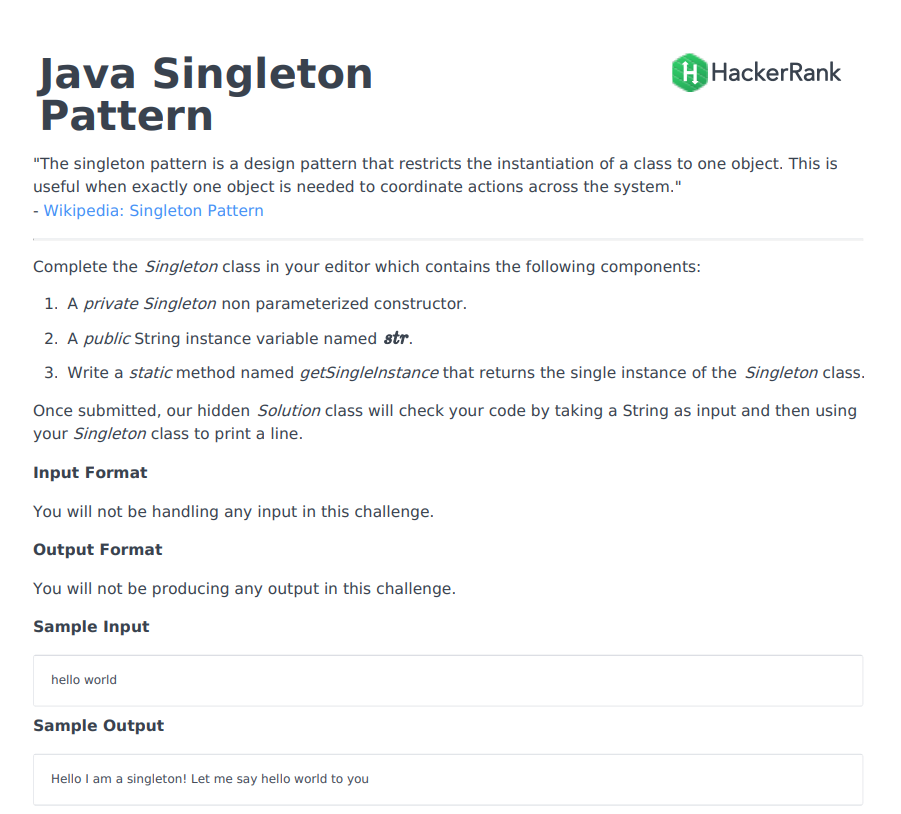 Java Singleton
Pattern
HackerRank
"The singleton pattern is a design pattern that restricts the instantiation of a class to one object. This is
useful when exactly one object is needed to coordinate actions across the system."
- Wikipedia: Singleton Pattern
Complete the Singleton class in your editor which contains the following components:
1. A private Singleton non parameterized constructor.
2. A public String instance variable named str.
3. Write a static method named getSingleInstance that returns the single instance of the Singleton class.
Once submitted, our hidden Solution class will check your code by taking a String as input and then using
your Singleton class to print a line.
Input Format
You will not be handling any input in this challenge.
Output Format
You will not be producing any output in this challenge.
Sample Input
hello world
Sample Output
Hello I am a singleton! Let me say hello world to you